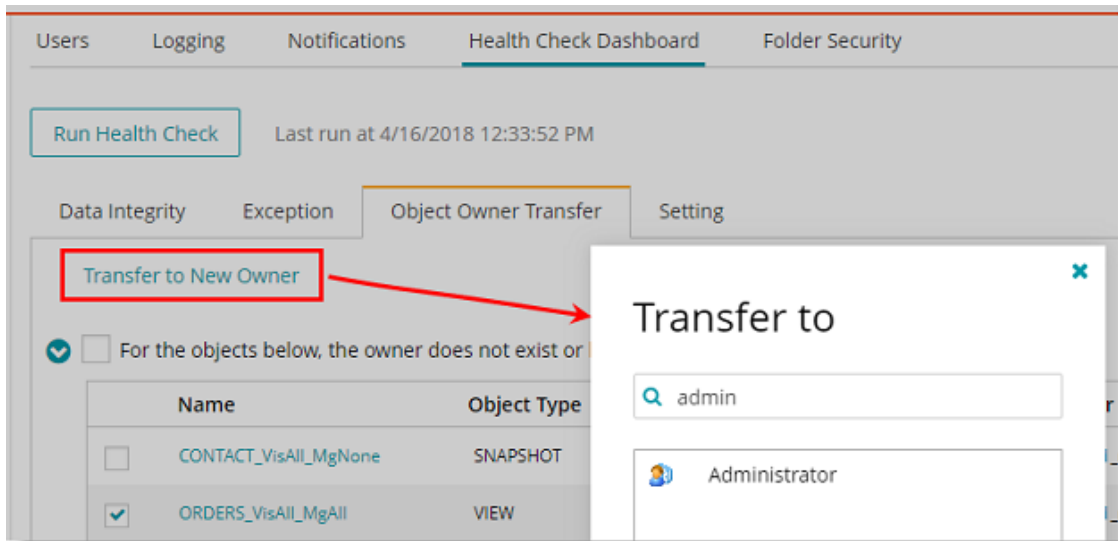 Users Logging Notifications Health Check Dashboard Folder Security
Run Health Check Last run at 4/16/2018 12:33:52 PM
Data Integrity Exception Object Owner Transfer Setting
Transfer to New Owner
Transfer to
For the objects below, the owner does not exist or
admin
Name Object Type
CONTACT_VisAll_MgNone SNAPSHOT
Administrator
ORDERS_VisAll_MgAll VIEW